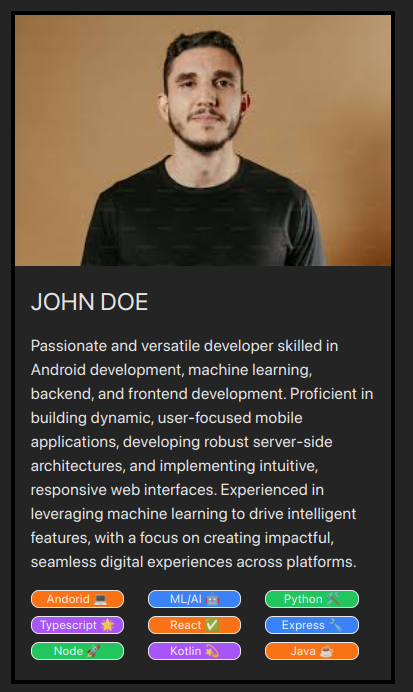 JOHN DOE
Passionate and versatile developer skilled in
Android development, machine learning,
backend, and frontend development. Proficient in
building dynamic, user-focused mobile
applications, developing robust server-side
architectures, and implementing intuitive,
responsive web interfaces. Experienced in
leveraging machine learning to drive intelligent
features, with a focus on creating impactful,
seamless digital experiences across platforms.
Andorid 💻 ML/AI 🤖 Python 🛠️
Typescript 🌟 React ✅ Express 🔧
Node 🚀 Kotlin 💫 Java ☕